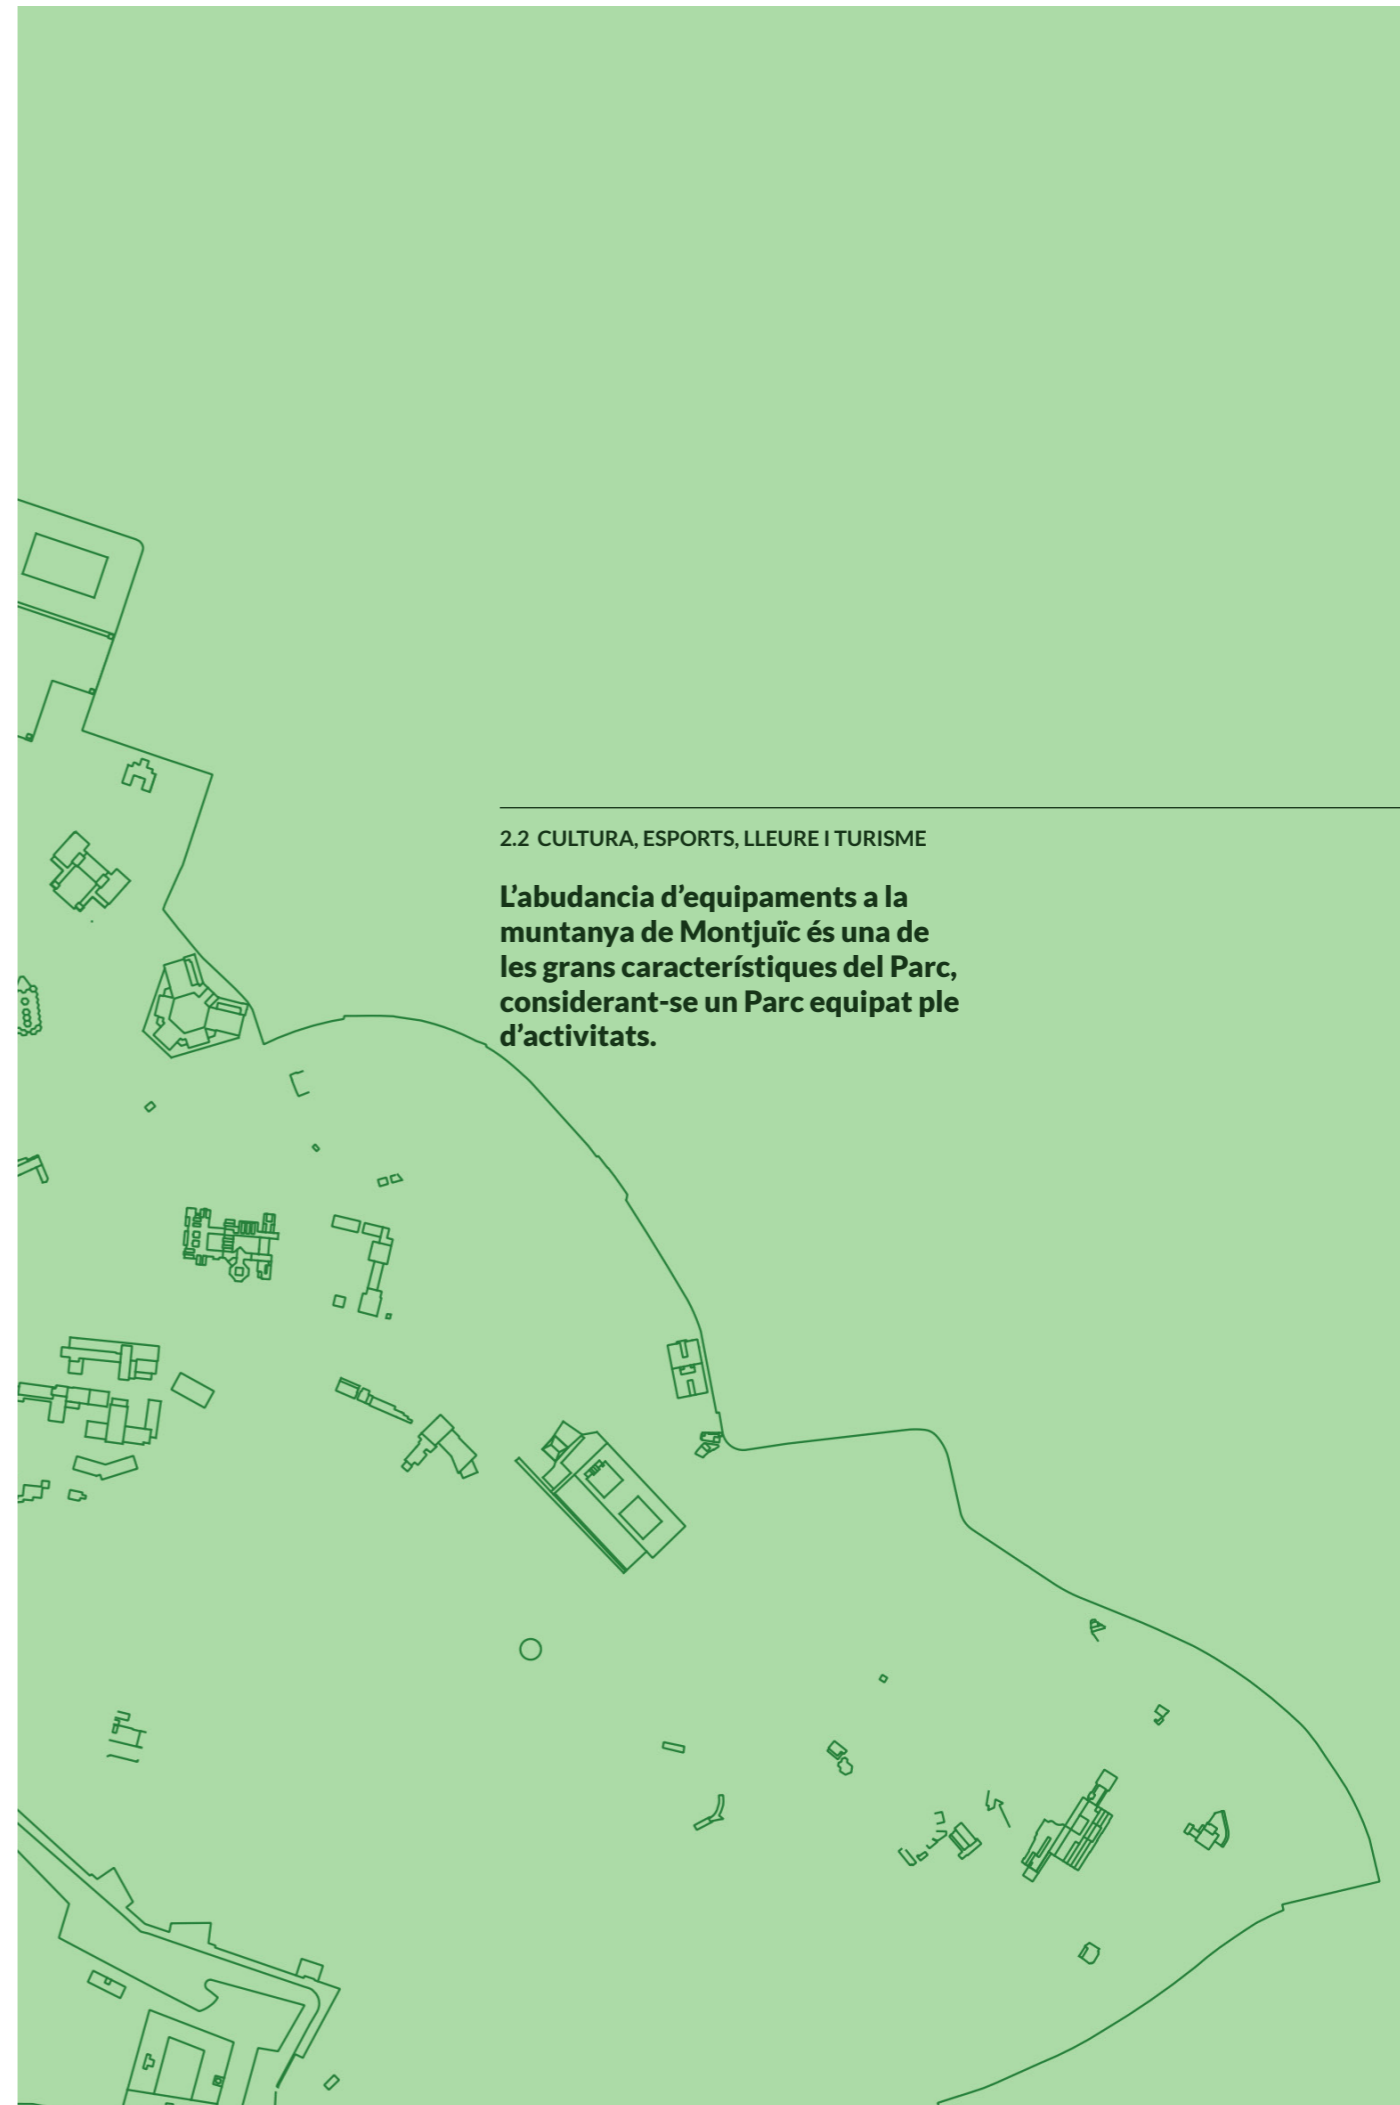 2.2 CULTURA, ESPORTS, LLEURE I TURISME
L’abudancia d’equipaments a la
muntanya de Montjuïc és una de
les grans característiques del Parc,
considerant-se un Parc equipat ple
d’activitats.